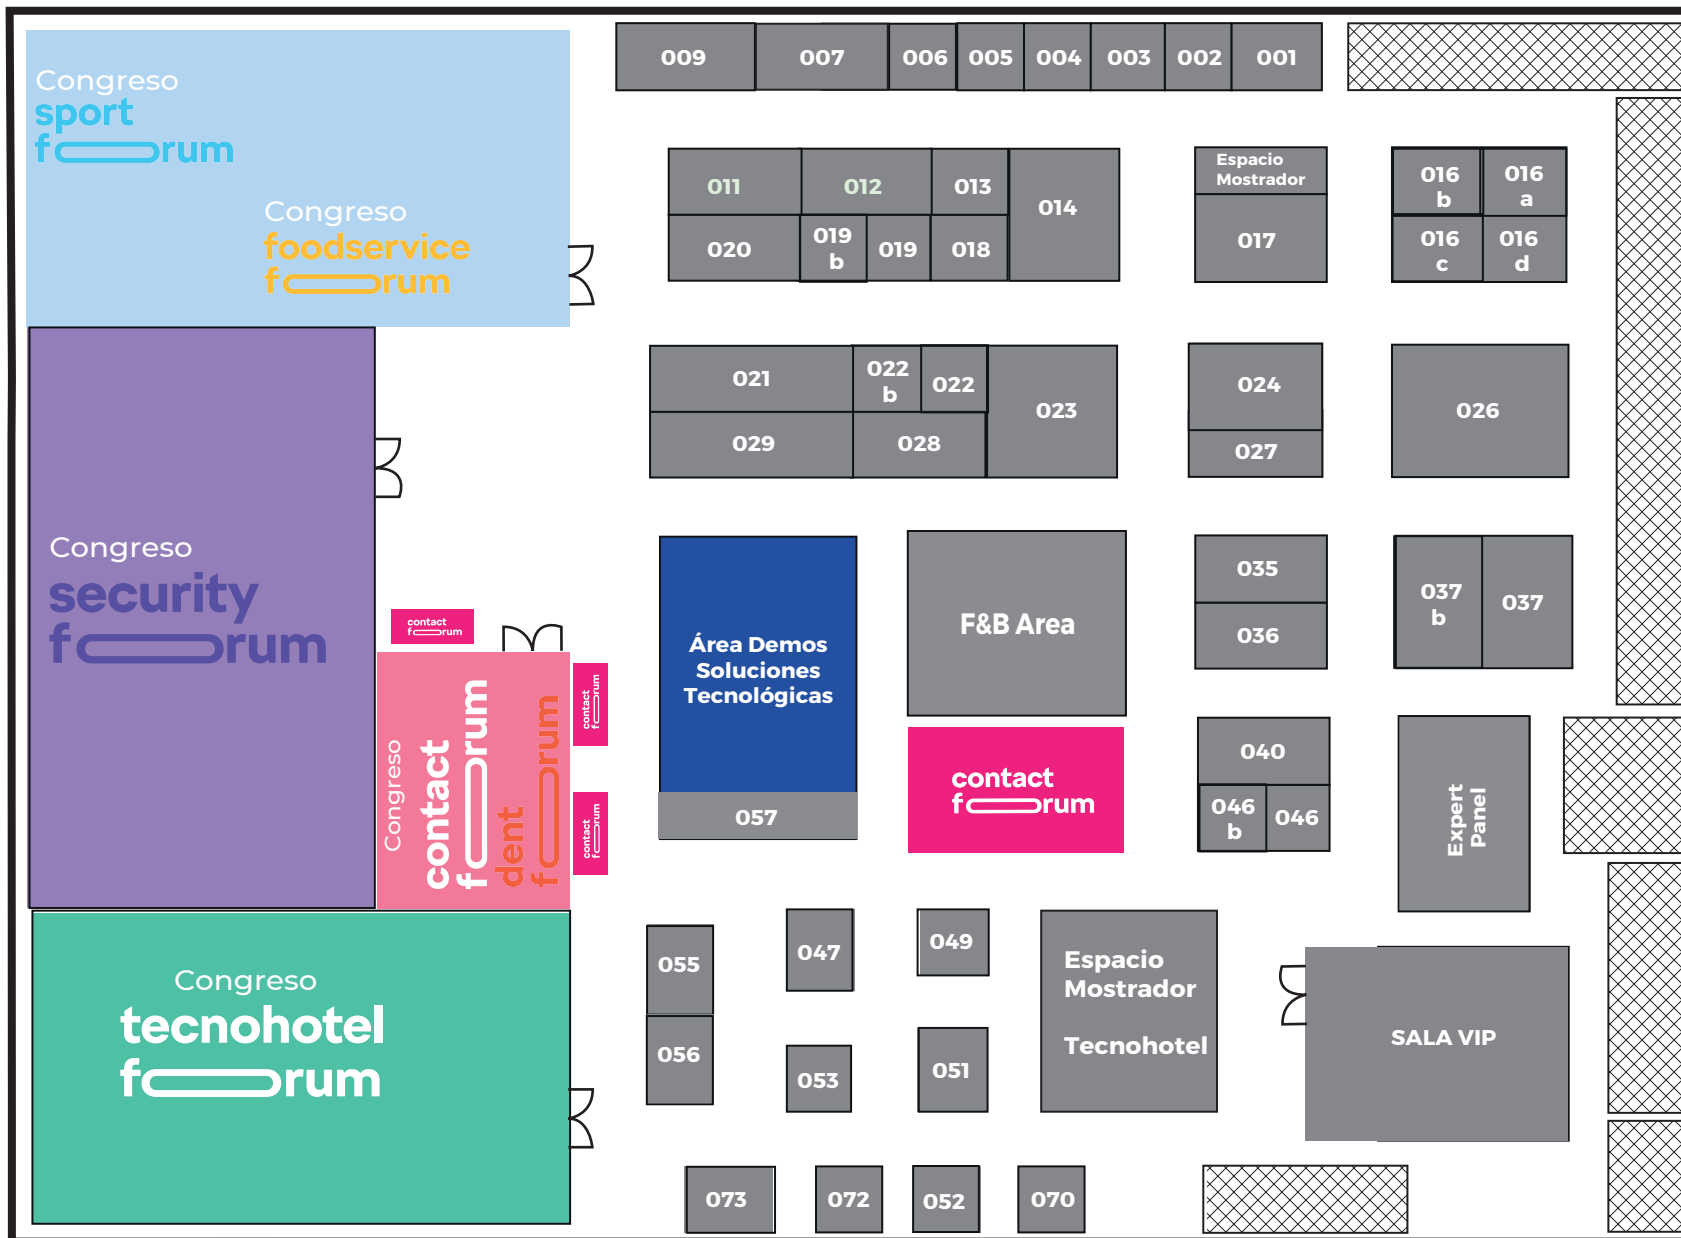 Congreso
sport
forum
Congreso
foodservice
forum
009
007
006
005
004
003
002
001
011
012
013
014
020
019
b
019
018
Espacio
Mostrador
017
016
b
016
a
016
c
016
d
021
022
b
022
023
029
028
024
027
026
Congreso
security
forum
contact
forum
Congreso
contact
forum
dent
forum
contact
forum
contact
forum
Área Demos
Soluciones
Tecnológicas
057
F&B Area
contact
forum
035
036
037
b
037
040
046
b
046
Expert
Panel
Congreso
tecnohotel
forum
055
056
047
053
049
051
Espacio
Mostrador
Tecnohotel
SALA VIP
073
072
052
070